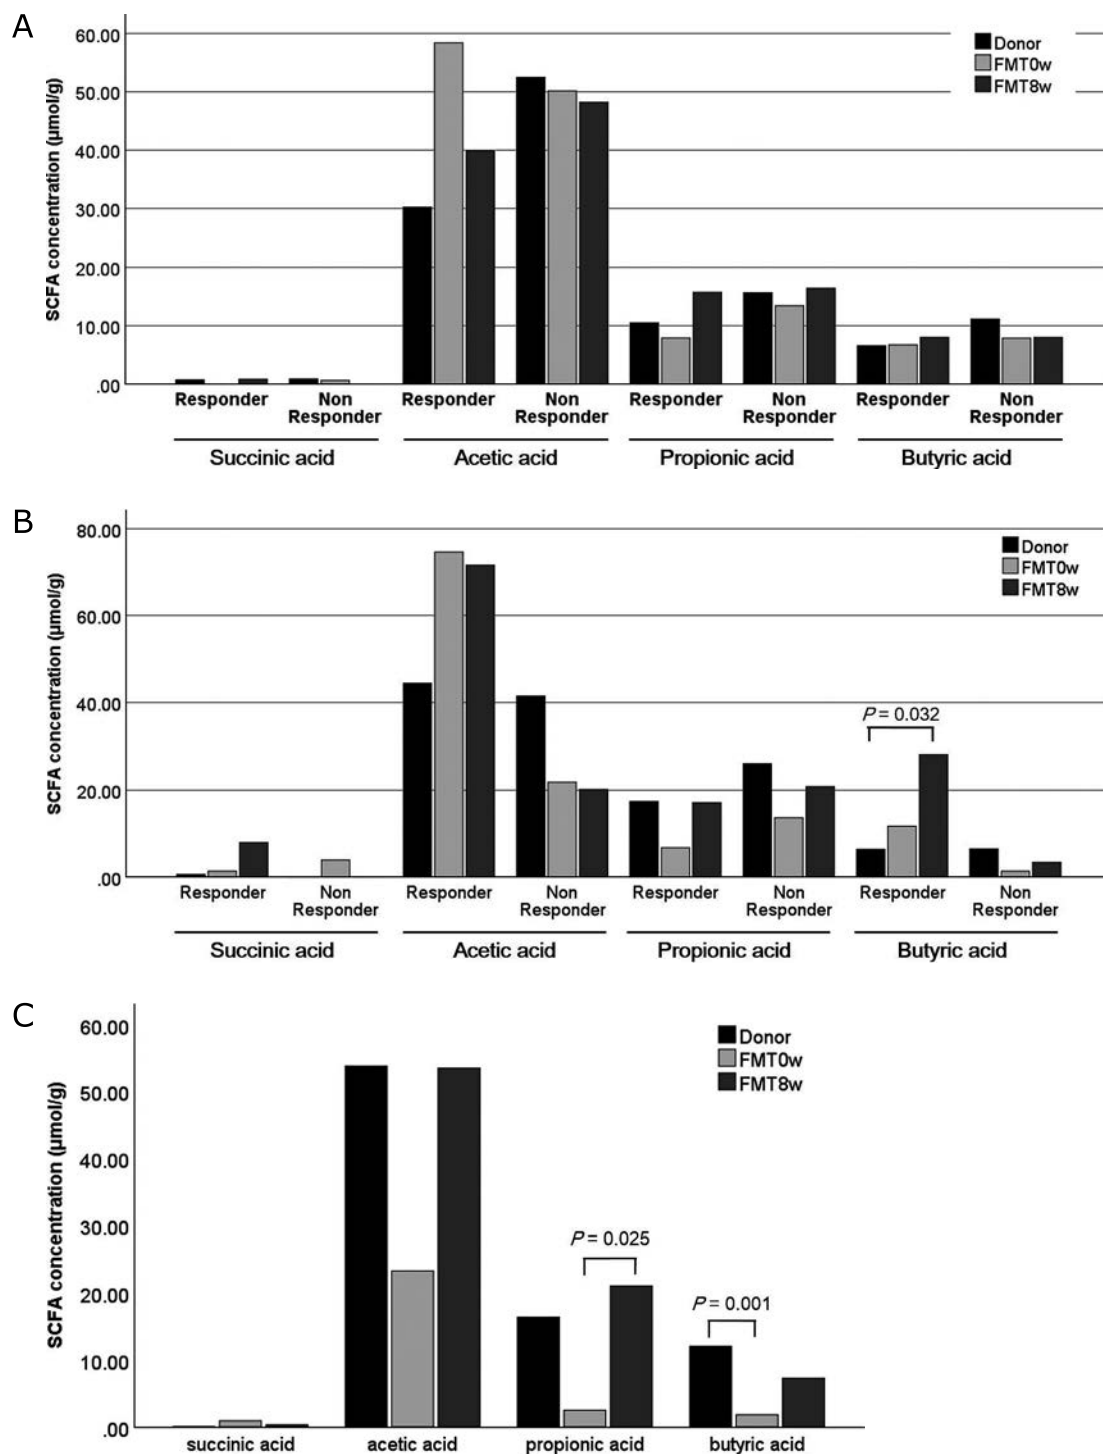 A
SCFA concentration (µmol/g)
60.00
50.00
40.00
30.00
20.00
10.00
.00
Donor
FMT0w
FMT8w
Responder
Non
Responder
Responder
Non
Responder
Responder
Non
Responder
Responder
Non
Responder
Succinic acid
Acetic acid
Propionic acid
Butyric acid
B
SCFA concentration (µmol/g)
80.00
60.00
40.00
20.00
.00
Donor
FMT0w
FMT8w
P = 0.032
Responder
Non
Responder
Responder
Non
Responder
Responder
Non
Responder
Responder
Non
Responder
Succinic acid
Acetic acid
Propionic acid
Butyric acid
C
SCFA concentration (µmol/g)
60.00
50.00
40.00
30.00
20.00
10.00
.00
Donor
FMT0w
FMT8w
P = 0.025
P = 0.001
succinic acid
acetic acid
propionic acid
butyric acid